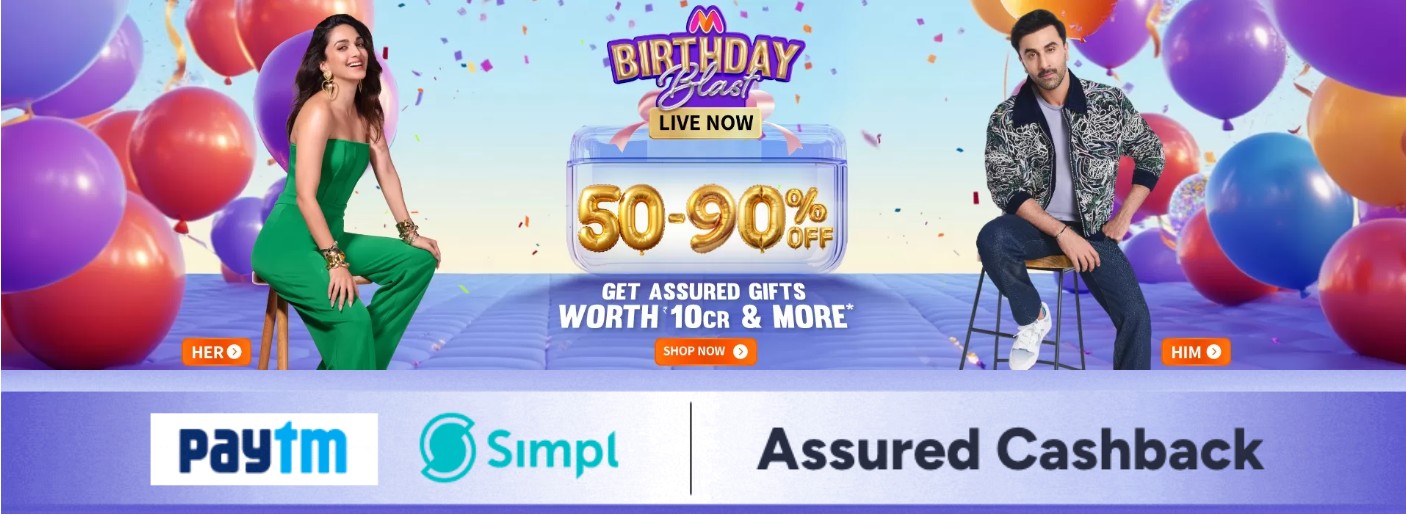 BIRTHDAY
Blast
LIVE NOW
50-90% OFF
GET ASSURED GIFTS
WORTH ₹10CR & MORE*
HER
SHOP NOW
HIM
paytm
Simpl
Assured Cashback